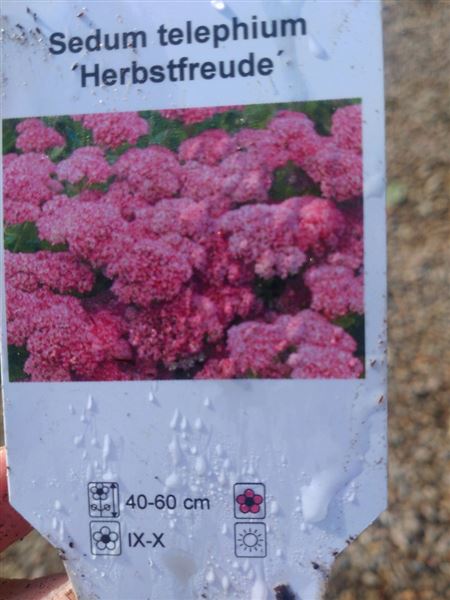 Sedum telephium
´Herbstfreude´
40-60 cm
IX-X